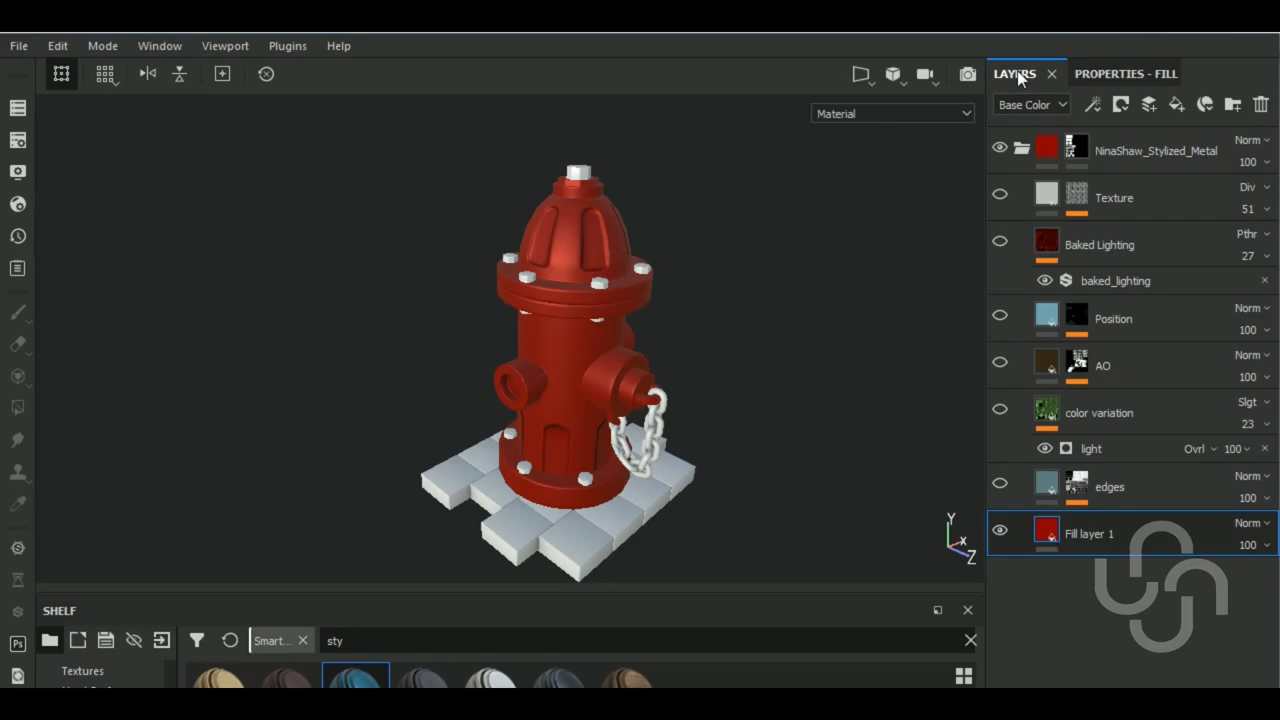 File Edit Mode Window Viewport Plugins Help
LAYERS PROPERTIES - FILL
Base Color
Material
NinaShaw_Stylized_Metal Norm 100
Texture Div 51
Baked Lighting Pthr 27
baked_lighting
Position Norm 100
AO Norm 100
color variation Slgt 23
light Ovrl 100
edges Norm 100
Fill layer 1 Norm 100
Y
X
Z
SHELF
Smart... sty
Ps
Textures